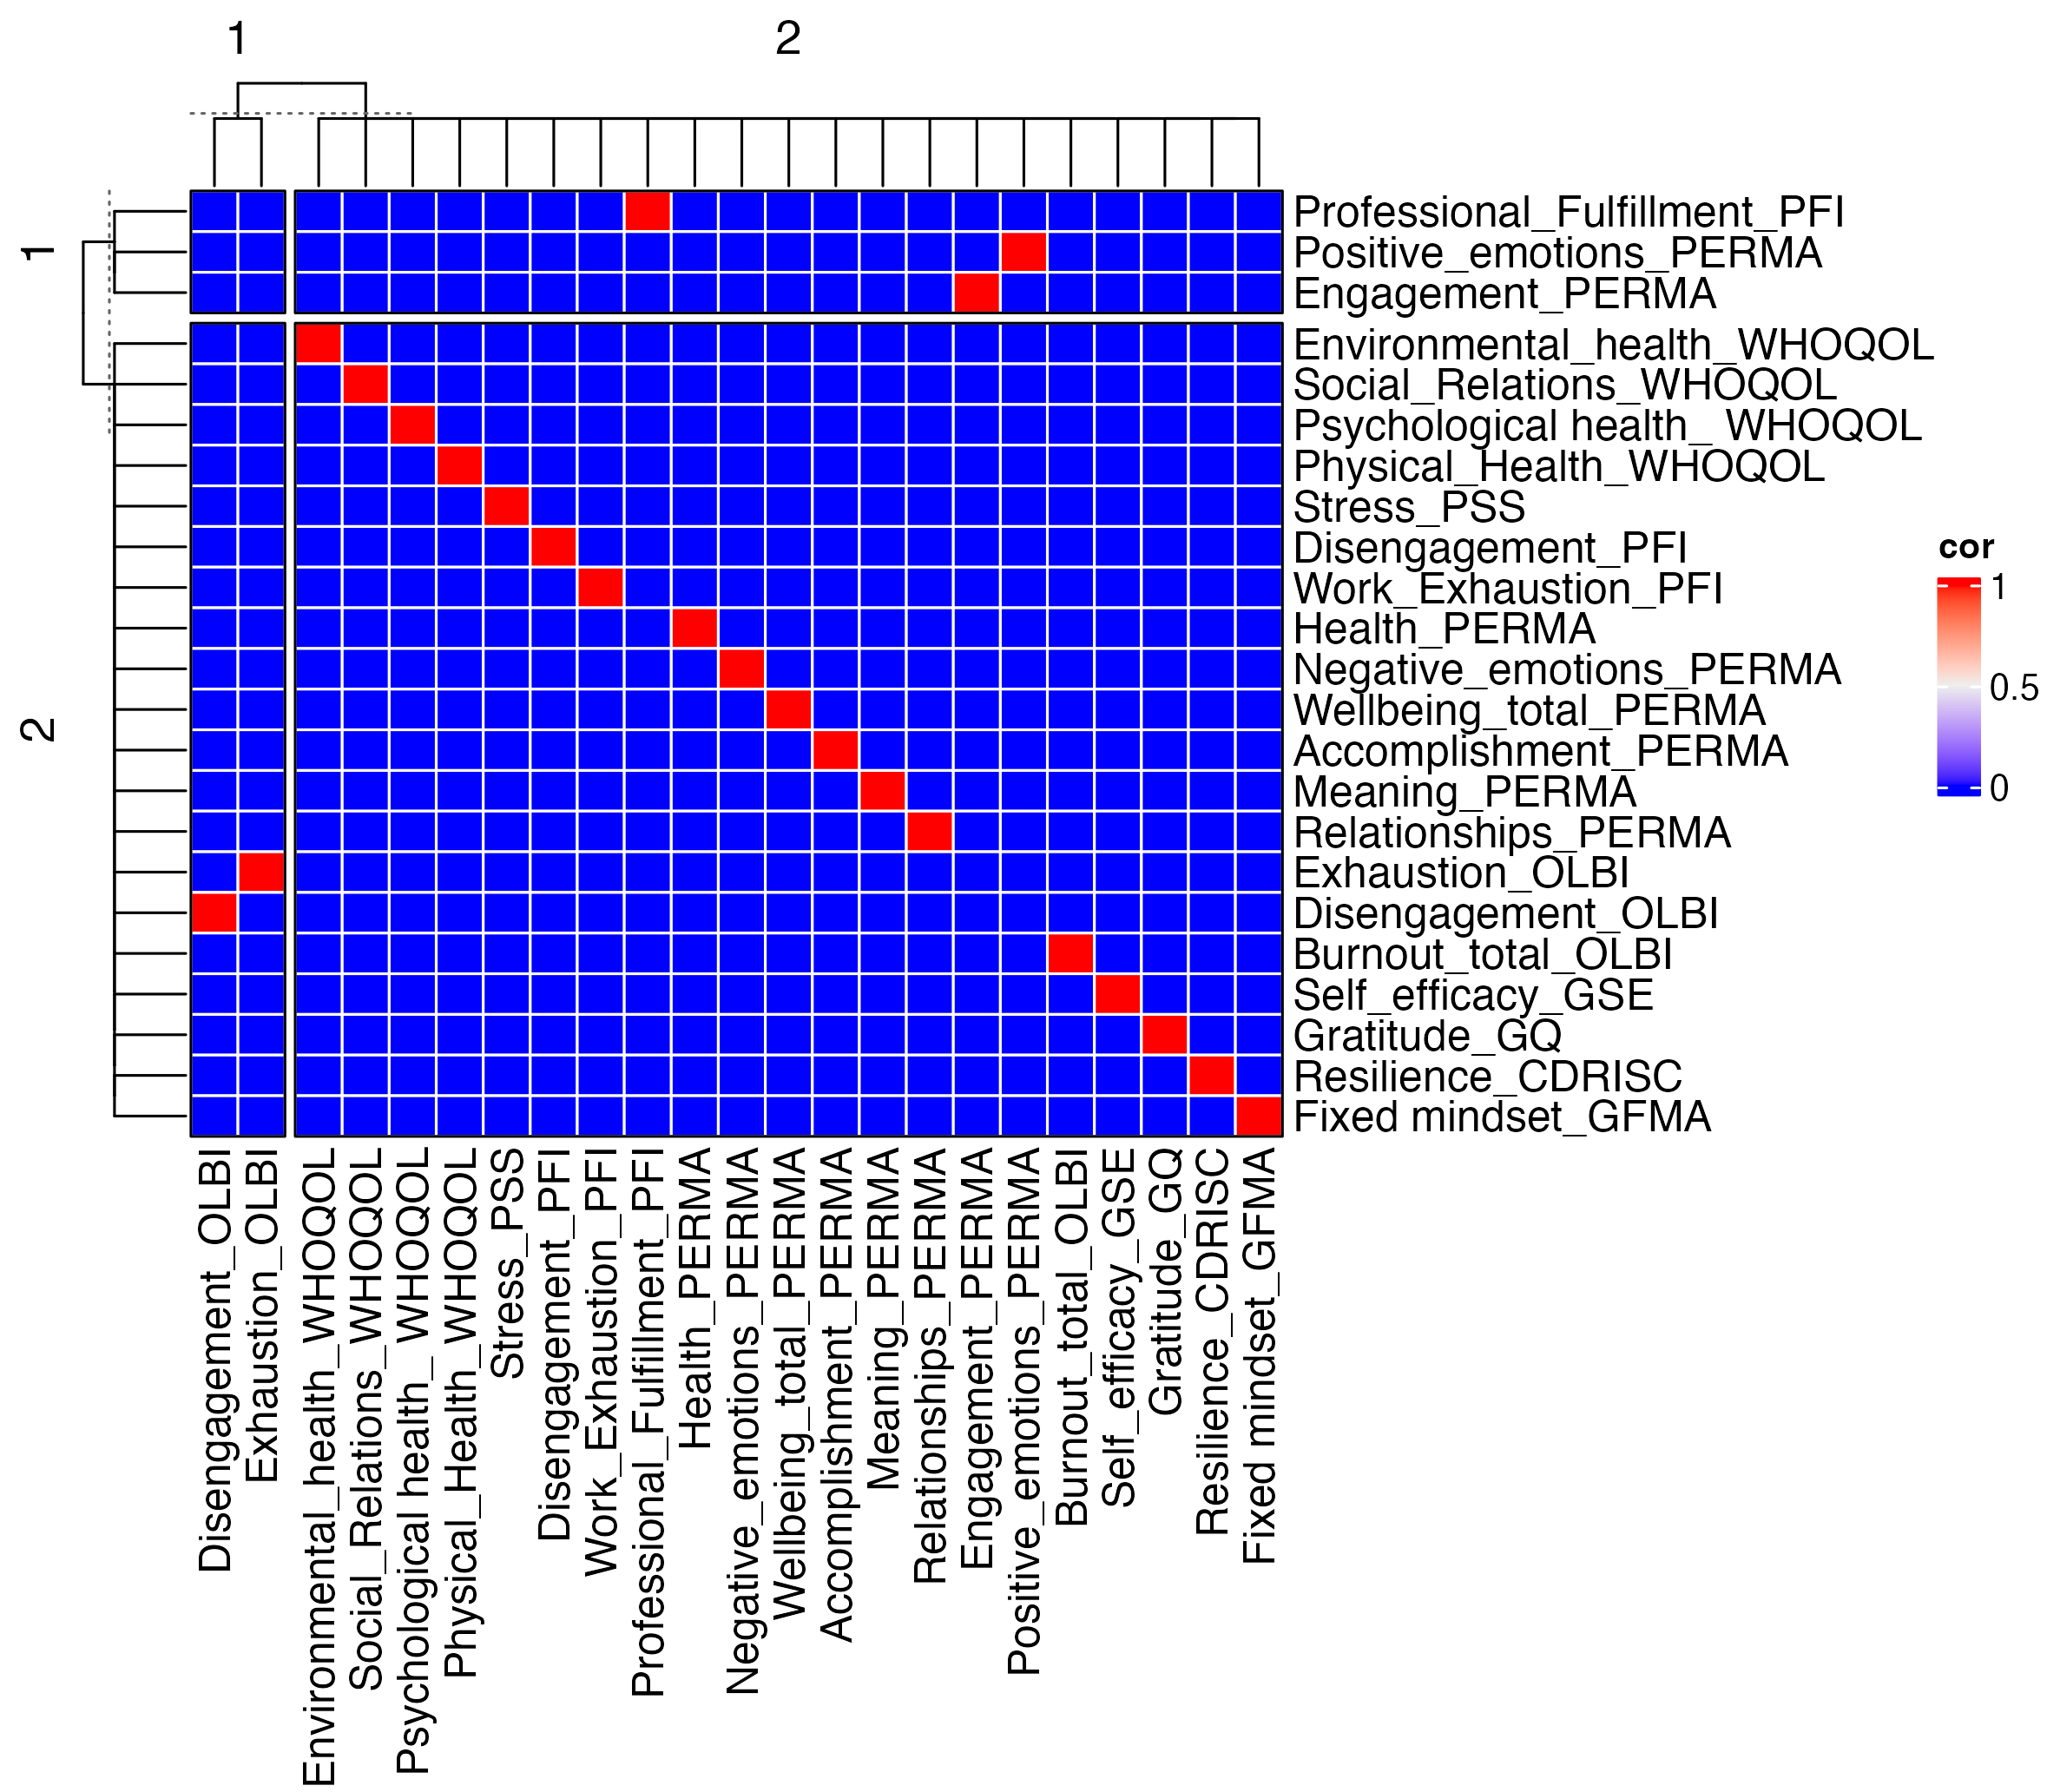 1
2
1
2
Professional_Fulfillment_PFI
Positive_emotions_PERMA
Engagement_PERMA
Environmental_health_WHOQOL
Social_Relations_WHOQOL
Psychological health_ WHOQOL
Physical_Health_WHOQOL
Stress_PSS
Disengagement_PFI
Work_Exhaustion_PFI
Health_PERMA
Negative_emotions_PERMA
Wellbeing_total_PERMA
Accomplishment_PERMA
Meaning_PERMA
Relationships_PERMA
Exhaustion_OLBI
Disengagement_OLBI
Burnout_total_OLBI
Self_efficacy_GSE
Gratitude_GQ
Resilience_CDRISC
Fixed mindset_GFMA
cor
1
0.5
0
Disengagement_OLBI
Exhaustion_OLBI
Environmental_health_WHOQOL
Social_Relations_WHOQOL
Psychological health_ WHOQOL
Physical_Health_WHOQOL
Stress_PSS
Disengagement_PFI
Work_Exhaustion_PFI
Professional_Fulfillment_PFI
Health_PERMA
Negative_emotions_PERMA
Wellbeing_total_PERMA
Accomplishment_PERMA
Meaning_PERMA
Relationships_PERMA
Engagement_PERMA
Positive_emotions_PERMA
Burnout_total_OLBI
Self_efficacy_GSE
Gratitude_GQ
Resilience_CDRISC
Fixed mindset_GFMA